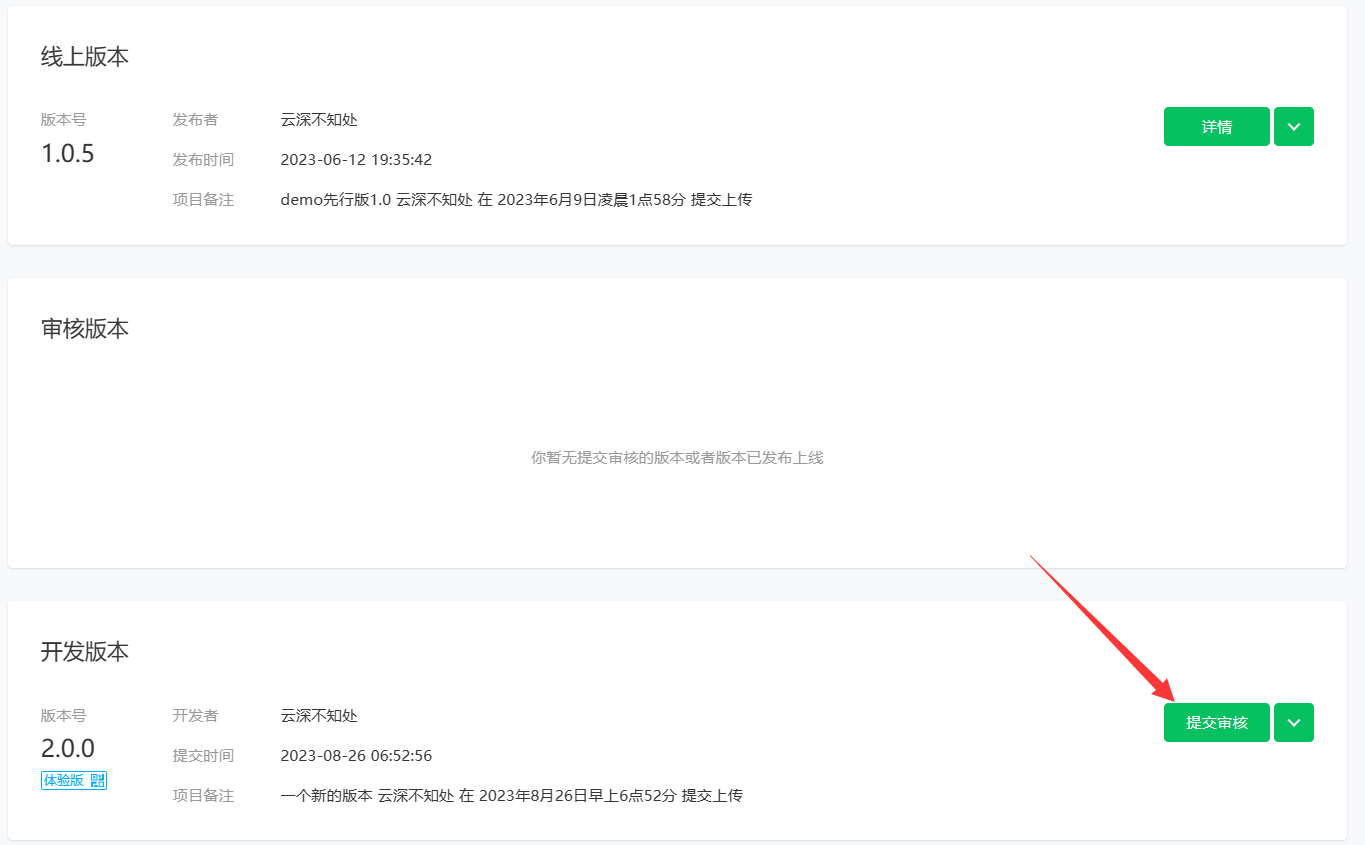 线上版本
版本号
1.0.5
发布者 云深不知处
发布时间 2023-06-12 19:35:42
项目备注 demo先行版1.0 云深不知处 在 2023年6月9日凌晨1点58分 提交上传
详情
审核版本
你暂无提交审核的版本或者版本已发布上线
开发版本
版本号
2.0.0
体验版
开发者 云深不知处
提交时间 2023-08-26 06:52:56
项目备注 一个新的版本 云深不知处 在 2023年8月26日早上6点52分 提交上传
提交审核